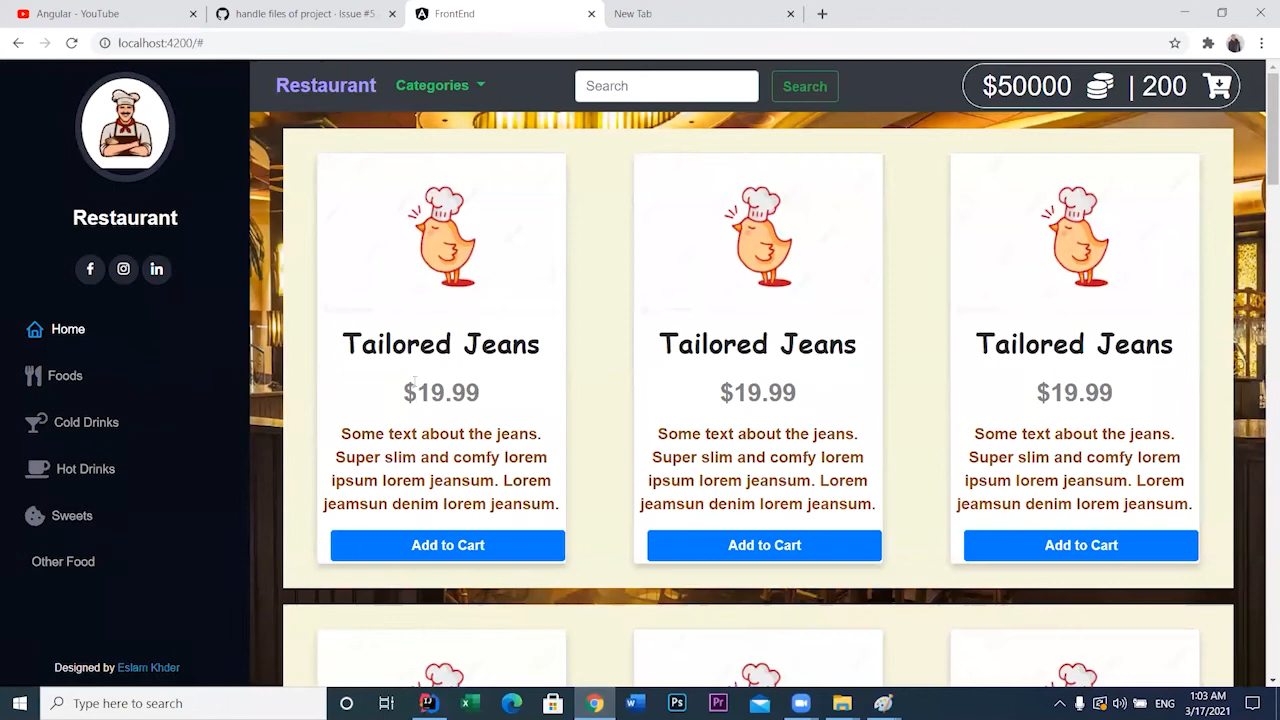 Angular - YouTube
handle files of project · Issue #5
FrontEnd
New Tab
localhost:4200/#
Restaurant
Categories
Search
Search
$50000 | 200
Restaurant
Home
Foods
Cold Drinks
Hot Drinks
Sweets
Other Food
Designed by Eslam Khder
Tailored Jeans
$19.99
Some text about the jeans.
Super slim and comfy lorem
ipsum lorem jeansum. Lorem
jeamsun denim lorem jeansum.
Add to Cart
Tailored Jeans
$19.99
Some text about the jeans.
Super slim and comfy lorem
ipsum lorem jeansum. Lorem
jeamsun denim lorem jeansum.
Add to Cart
Tailored Jeans
$19.99
Some text about the jeans.
Super slim and comfy lorem
ipsum lorem jeansum. Lorem
jeamsun denim lorem jeansum.
Add to Cart
Type here to search
ENG
1:03 AM
3/17/2021